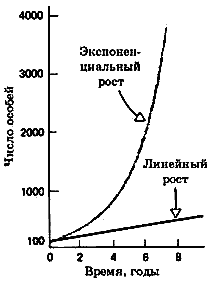 4000
Экспонен-
циальный
рост
3000
Число особей
2000
Линейный
рост
1000
100
0 2 4 6 8
Время, годы